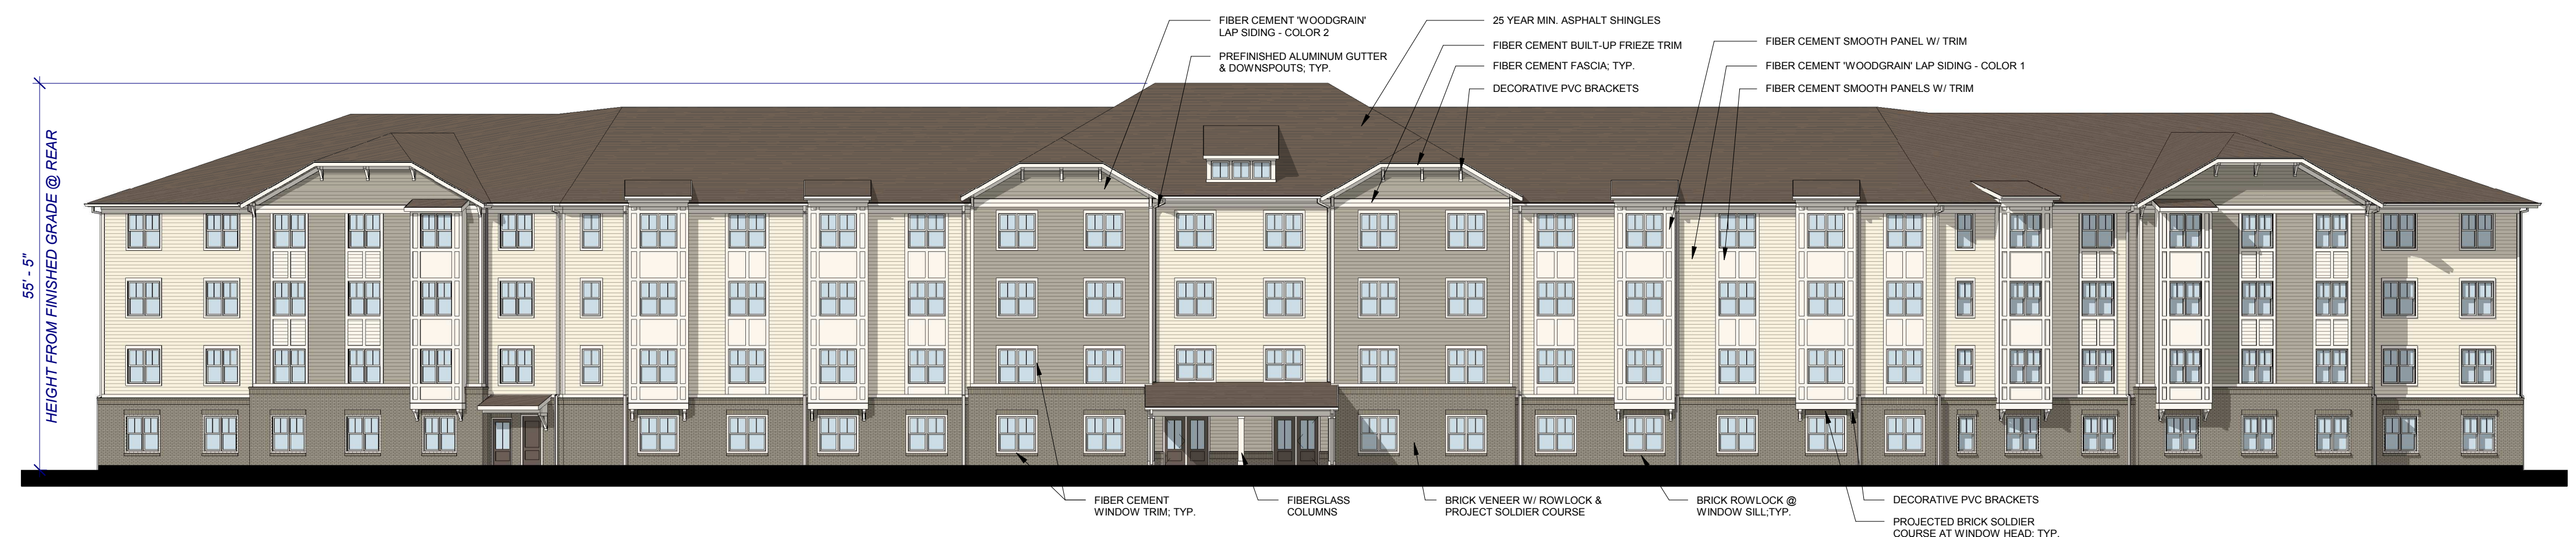 FIBER CEMENT 'WOODGRAIN'
LAP SIDING - COLOR 2
PREFINISHED ALUMINUM GUTTER
& DOWNSPOUTS; TYP.
25 YEAR MIN. ASPHALT SHINGLES
FIBER CEMENT BUILT-UP FRIEZE TRIM
FIBER CEMENT FASCIA; TYP.
DECORATIVE PVC BRACKETS
FIBER CEMENT SMOOTH PANEL W/ TRIM
FIBER CEMENT 'WOODGRAIN' LAP SIDING - COLOR 1
FIBER CEMENT SMOOTH PANELS W/ TRIM
55' - 5"
HEIGHT FROM FINISHED GRADE @ REAR
FIBER CEMENT
WINDOW TRIM; TYP.
FIBERGLASS
COLUMNS
BRICK VENEER W/ ROWLOCK &
PROJECT SOLDIER COURSE
BRICK ROWLOCK @
WINDOW SILL;TYP.
DECORATIVE PVC BRACKETS
PROJECTED BRICK SOLDIER
COURSE AT WINDOW HEAD; TYP.